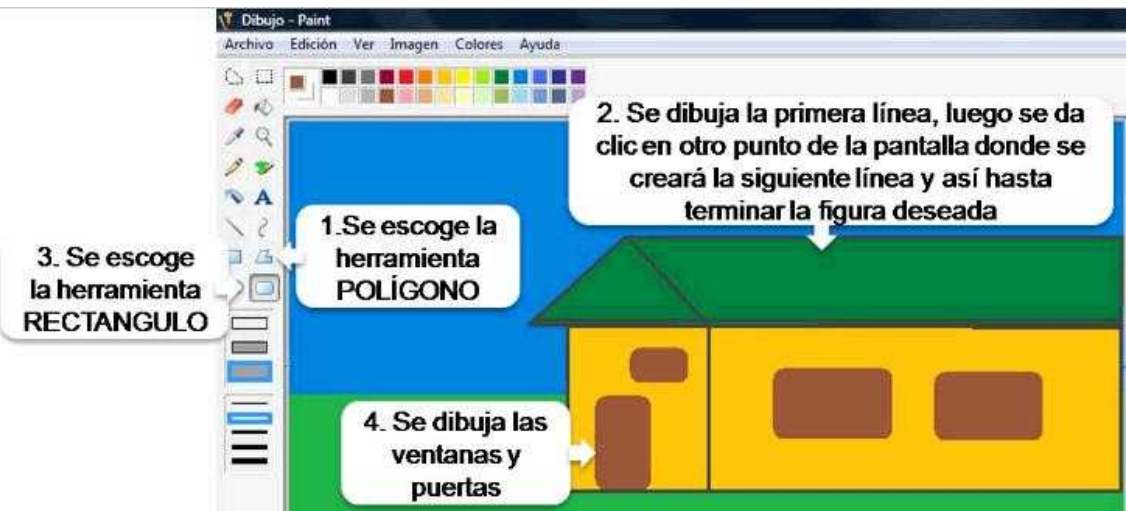 Dibujo - Paint
Archivo Edición Ver Imagen Colores Ayuda
2. Se dibuja la primera línea, luego se da
clic en otro punto de la pantalla donde se
creará la siguiente línea y así hasta
terminar la figura deseada
1.Se escoge la
herramienta
POLÍGONO
3. Se escoge
la herramienta
RECTANGULO
4. Se dibuja las
ventanas y
puertas